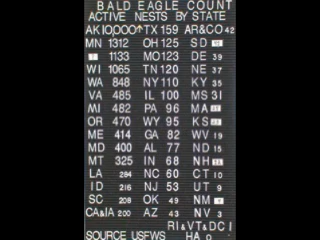 BALD EAGLE COUNT
ACTIVE NESTS BY STATE
AK 10,000↑ TX 159 AR&CO 42
MN 1312 OH 125 SD
1133 MO 123 DE 39
WI 1065 TN 120 NE 37
WA 848 NY 110 KY 35
VA 485 IL 100 MS 31
MI 482 PA 96 MA
OR 470 WY 95 KS
ME 414 GA 82 WV 19
MD 400 AL 77 ND 15
MT 325 IN 68 NH
LA 284 NC 60 CT 10
ID 216 NJ 53 UT 9
SC 208 OK 49 NM
CA&IA 200 AZ 43 NV 3
RI&VT&DC 1
SOURCE USFWS HA 0